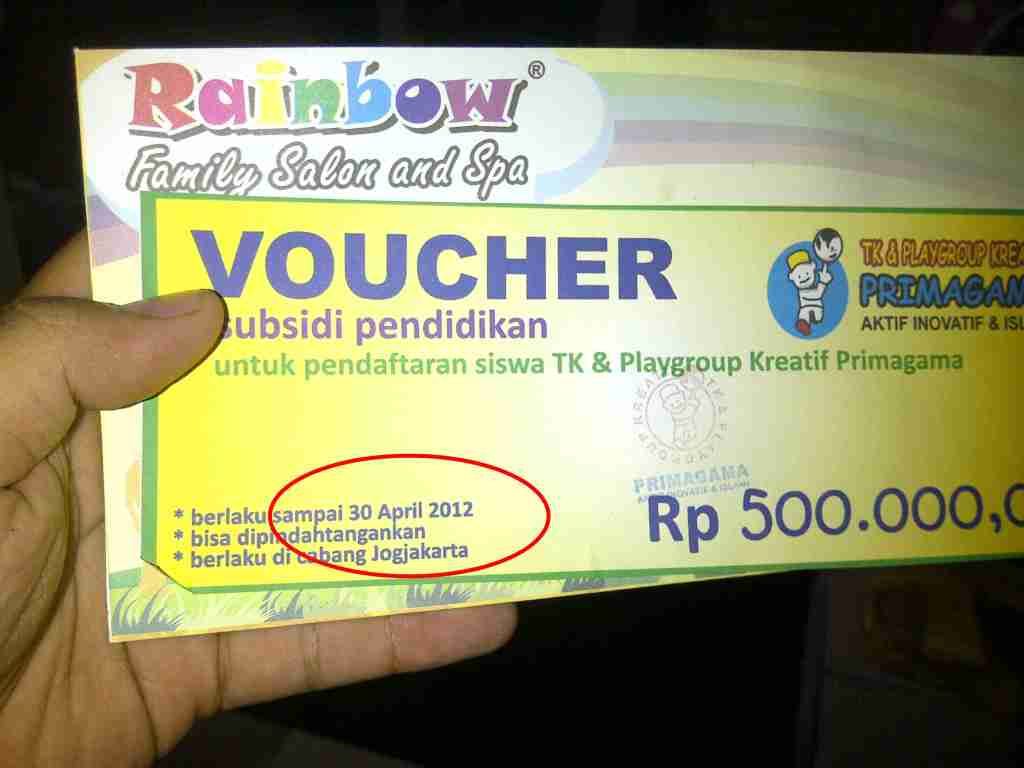 Rainbow®
Family Salon and Spa
VOUCHER
subsidi pendidikan
untuk pendaftaran siswa TK & Playgroup Kreatif Primagama
TK & PLAYGROUP KREA
PRIMAGAM
AKTIF INOVATIF & ISL
PRIMAGAMA
* berlaku sampai 30 April 2012
* bisa dipindahtangankan
* berlaku di cabang Jogjakarta
Rp 500.000,0